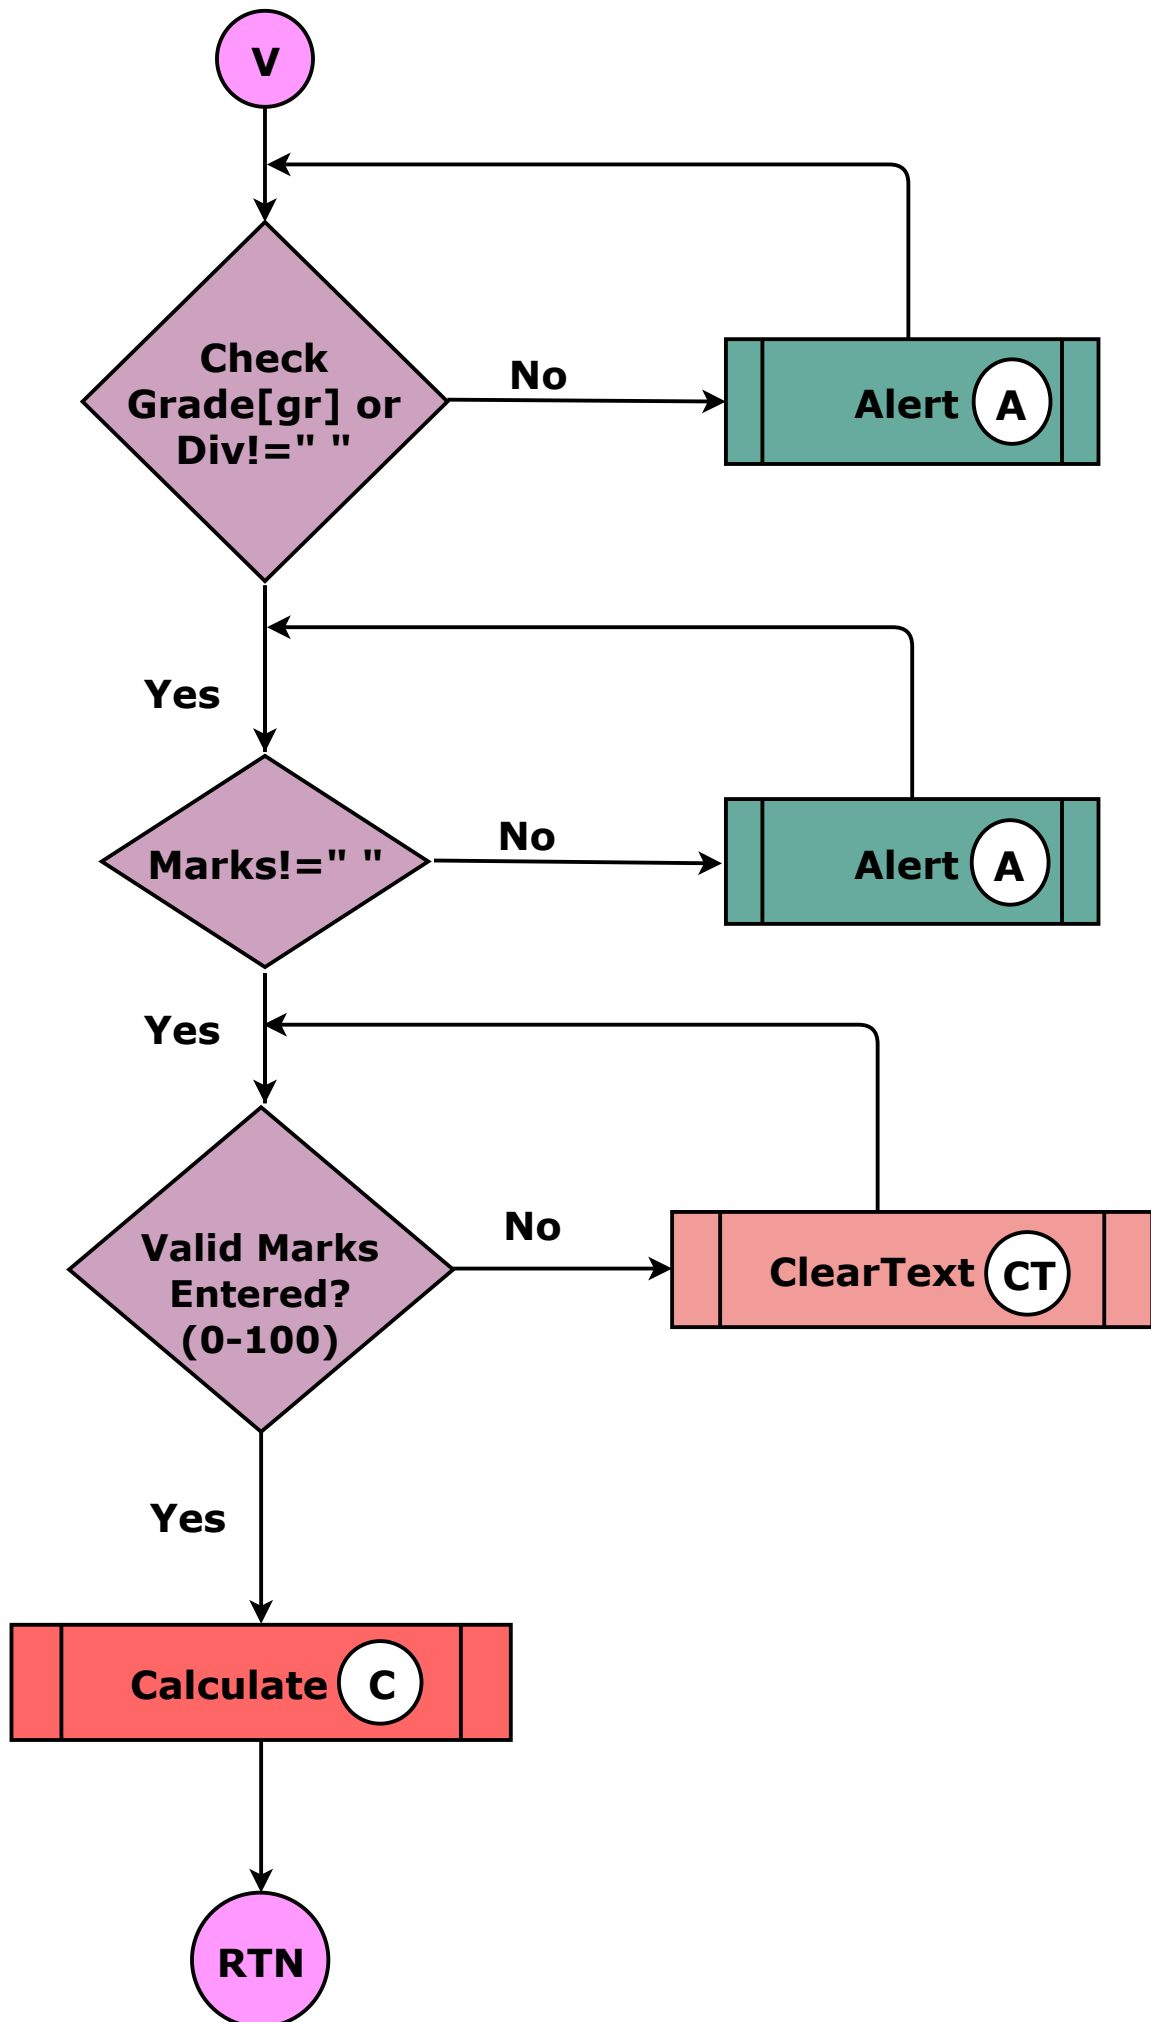 V
Check
Grade[gr] or
Div!=" "
No
Alert
A
Yes
Marks!=" "
No
Alert
A
Yes
Valid Marks
Entered?
(0-100)
No
ClearText
CT
Yes
Calculate
C
RTN